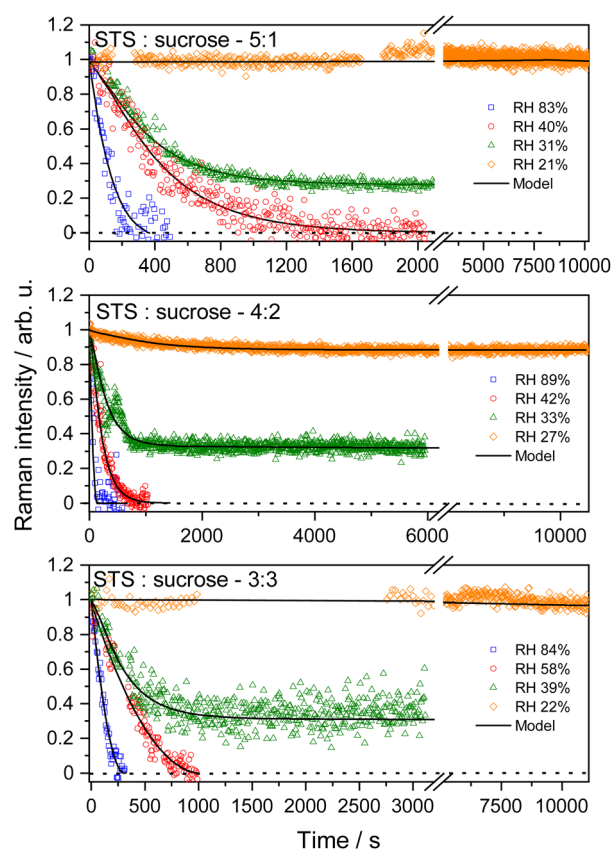 Raman intensity / arb. u.
STS : sucrose - 5:1
1.2
1
0.8
0.6
0.4
0.2
0
RH 83%
RH 40%
RH 31%
RH 21%
Model
0 400 800 1200 1600 2000 5000 7500 10000
STS : sucrose - 4:2
1.2
1
0.8
0.6
0.4
0.2
0
RH 89%
RH 42%
RH 33%
RH 27%
Model
0 2000 4000 6000 10000
STS : sucrose - 3:3
1.2
1
0.8
0.6
0.4
0.2
0
RH 84%
RH 58%
RH 39%
RH 22%
Model
0 500 1000 1500 2000 2500 3000 7500 10000
Time / s